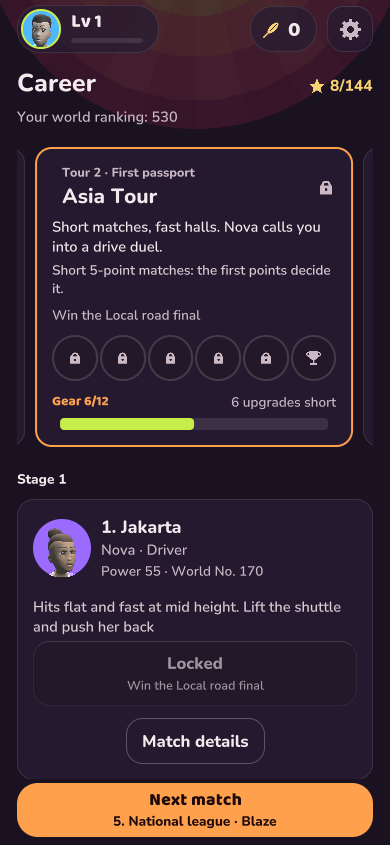 Lv 1
0
Career
8/144
Your world ranking: 530
Tour 2 · First passport
Asia Tour
Short matches, fast halls. Nova calls you
into a drive duel.
Short 5-point matches: the first points decide
it.
Win the Local road final
Gear 6/12
6 upgrades short
Stage 1
1. Jakarta
Nova · Driver
Power 55 · World No. 170
Hits flat and fast at mid height. Lift the shuttle
and push her back
Locked
Win the Local road final
Match details
Next match
5. National league · Blaze